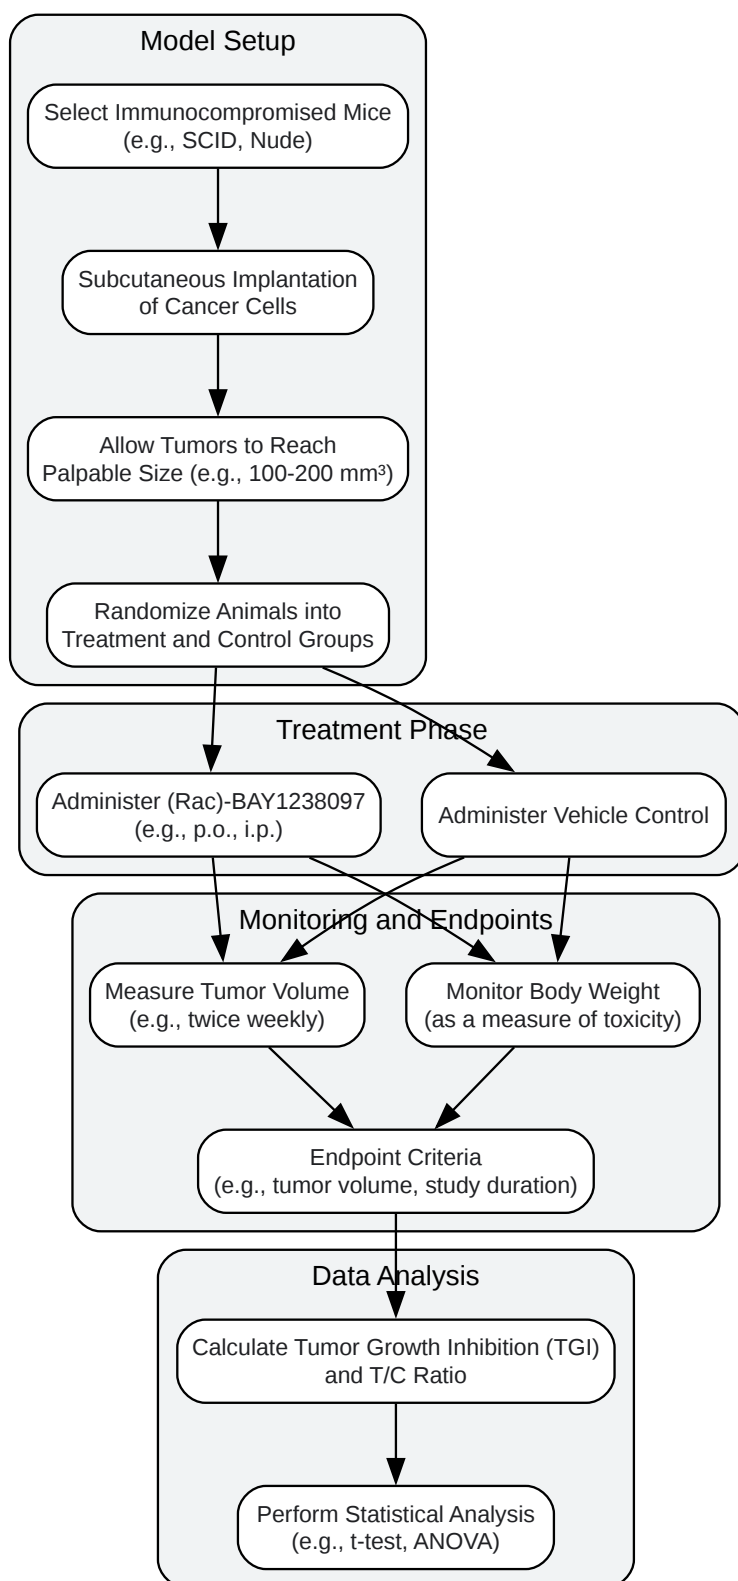 Model Setup
Select Immunocompromised Mice
(e.g., SCID, Nude)
Subcutaneous Implantation
of Cancer Cells
Allow Tumors to Reach
Palpable Size (e.g., 100-200 mm³)
Randomize Animals into
Treatment and Control Groups
Treatment Phase
Administer (Rac)-BAY1238097
(e.g., p.o., i.p.)
Administer Vehicle Control
Monitoring and Endpoints
Measure Tumor Volume
(e.g., twice weekly)
Monitor Body Weight
(as a measure of toxicity)
Endpoint Criteria
(e.g., tumor volume, study duration)
Data Analysis
Calculate Tumor Growth Inhibition (TGI)
and T/C Ratio
Perform Statistical Analysis
(e.g., t-test, ANOVA)